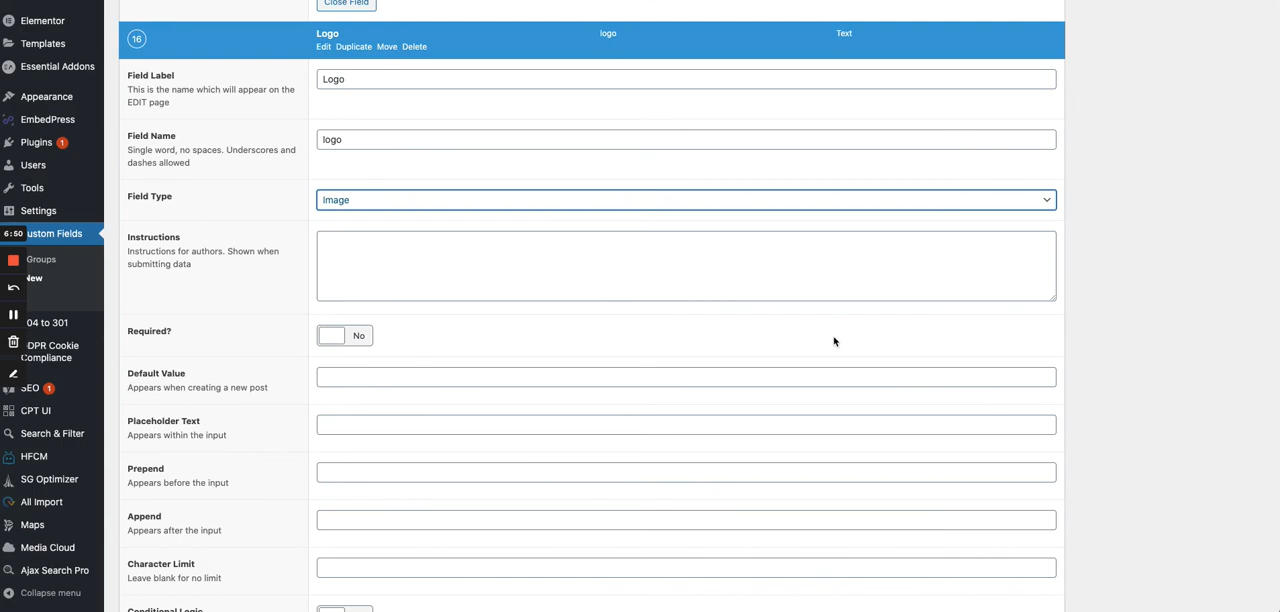 Elementor
Templates
Essential Addons
Appearance
EmbedPress
Plugins 1
Users
Tools
Settings
6:50 ustom Fields
Groups
New
04 to 301
DPR Cookie
Compliance
SEO 1
CPT UI
Search & Filter
HFCM
SG Optimizer
All Import
Maps
Media Cloud
Ajax Search Pro
Collapse menu
Close Field
16 Logo logo Text
Edit Duplicate Move Delete
Field Label
This is the name which will appear on the
EDIT page
Logo
Field Name
Single word, no spaces. Underscores and
dashes allowed
logo
Field Type
Image
Instructions
Instructions for authors. Shown when
submitting data
Required?
No
Default Value
Appears when creating a new post
Placeholder Text
Appears within the input
Prepend
Appears before the input
Append
Appears after the input
Character Limit
Leave blank for no limit
Conditional Logic